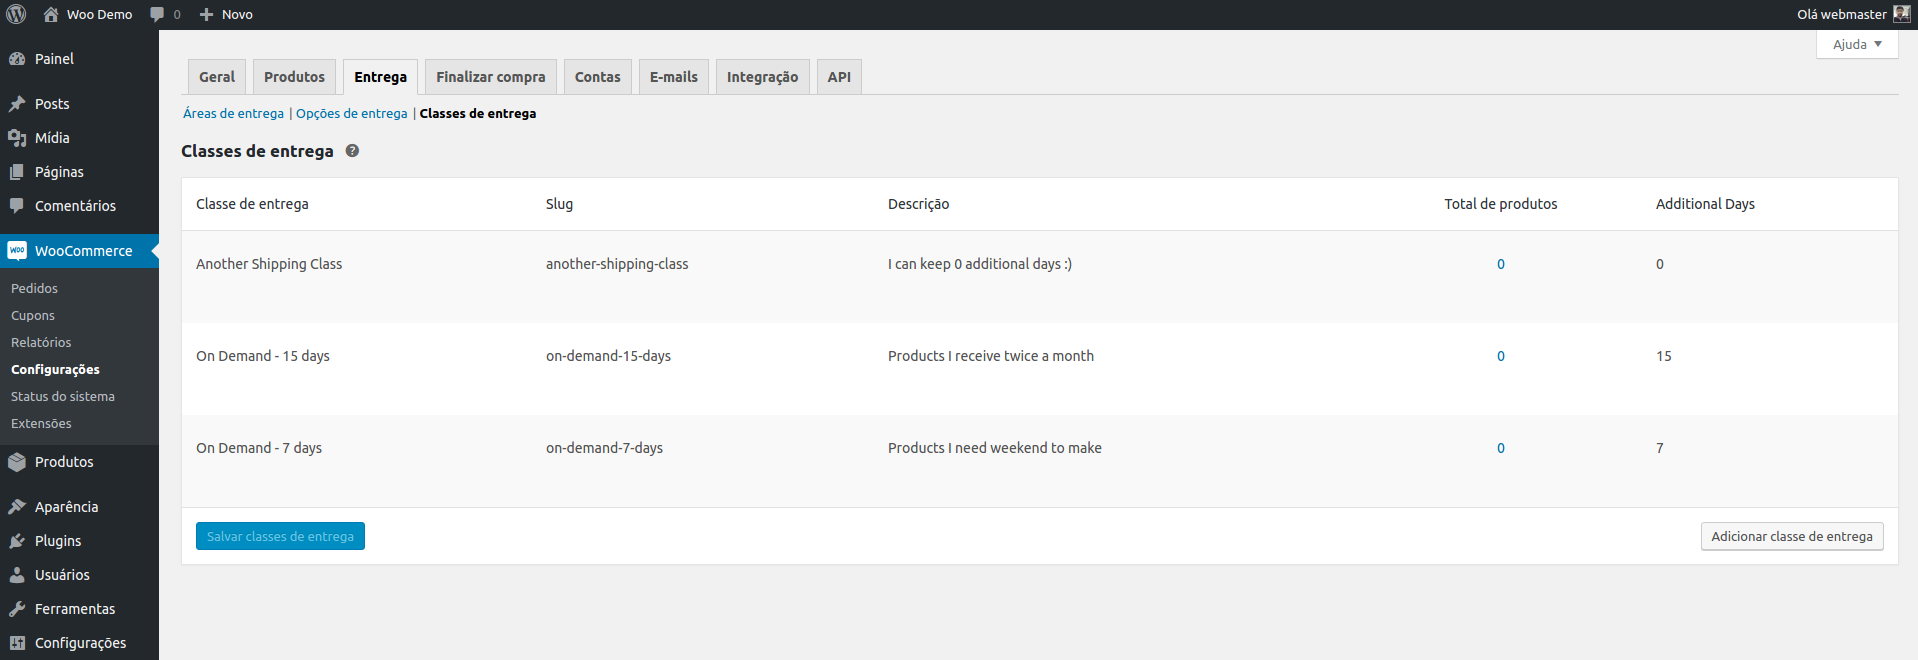 Woo Demo 0 Novo Olá webmaster
Ajuda
Painel
Posts
Mídia
Páginas
Comentários
WOO WooCommerce
Pedidos
Cupons
Relatórios
Configurações
Status do sistema
Extensões
Produtos
Aparência
Plugins
Usuários
Ferramentas
Configurações
Geral Produtos Entrega Finalizar compra Contas E-mails Integração API
Áreas de entrega | Opções de entrega | Classes de entrega
Classes de entrega ?
Classe de entrega Slug Descrição Total de produtos Additional Days
Another Shipping Class another-shipping-class I can keep 0 additional days :) 0 0
On Demand - 15 days on-demand-15-days Products I receive twice a month 0 15
On Demand - 7 days on-demand-7-days Products I need weekend to make 0 7
Salvar classes de entrega Adicionar classe de entrega